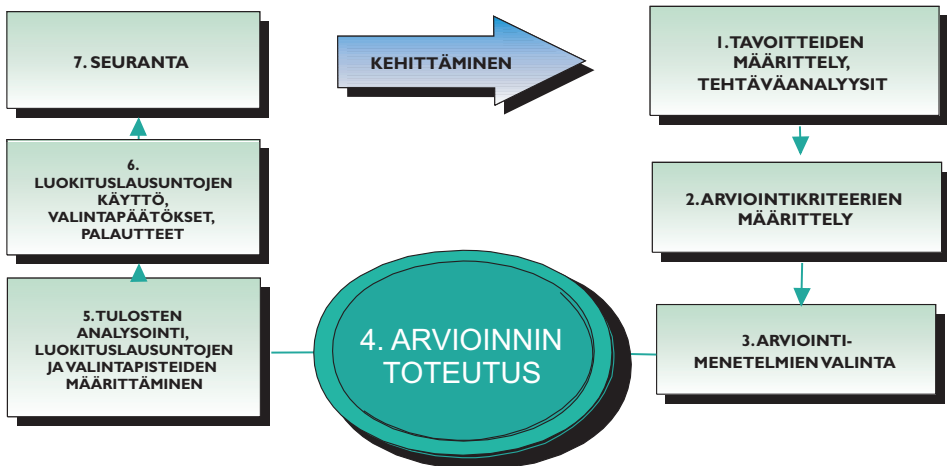 7. SEURANTA
KEHITTÄMINEN
1. TAVOITTEIDEN
MÄÄRITTELY,
TEHTÄVÄANALYYSIT
6.
LUOKITUSLAUSUNTOJEN
KÄYTTÖ,
VALINTAPÄÄTÖKSET,
PALAUTTEET
2. ARVIOINTIKRITEERIEN
MÄÄRITTELY
5. TULOSTEN
ANALYSOINTI,
LUOKITUSLAUSUNTOJEN
JA VALINTAPISTEIDEN
MÄÄRITTÄMINEN
4. ARVIOINNIN
TOTEUTUS
3. ARVIOINTI-
MENETELMIEN VALINTA